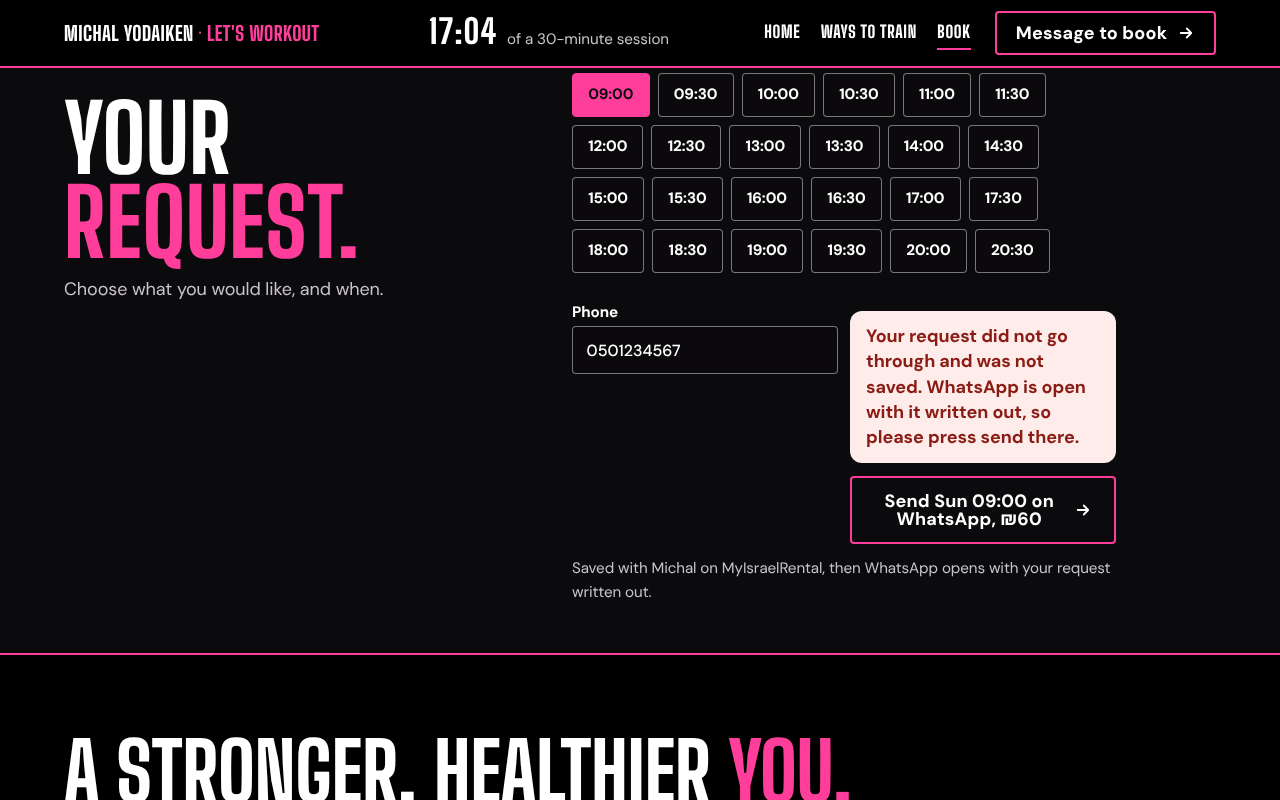 MICHAL YODAIKEN · LET'S WORKOUT
17:04 of a 30-minute session
HOME WAYS TO TRAIN BOOK
Message to book →
09:00 09:30 10:00 10:30 11:00 11:30
12:00 12:30 13:00 13:30 14:00 14:30
15:00 15:30 16:00 16:30 17:00 17:30
18:00 18:30 19:00 19:30 20:00 20:30
YOUR
REQUEST.
Choose what you would like, and when.
Phone
0501234567
Your request did not go
through and was not
saved. WhatsApp is open
with it written out, so
please press send there.
Send Sun 09:00 on
WhatsApp, ₪60 →
Saved with Michal on MyIsraelRental, then WhatsApp opens with your request
written out.
A STRONGER, HEALTHIER YOU.